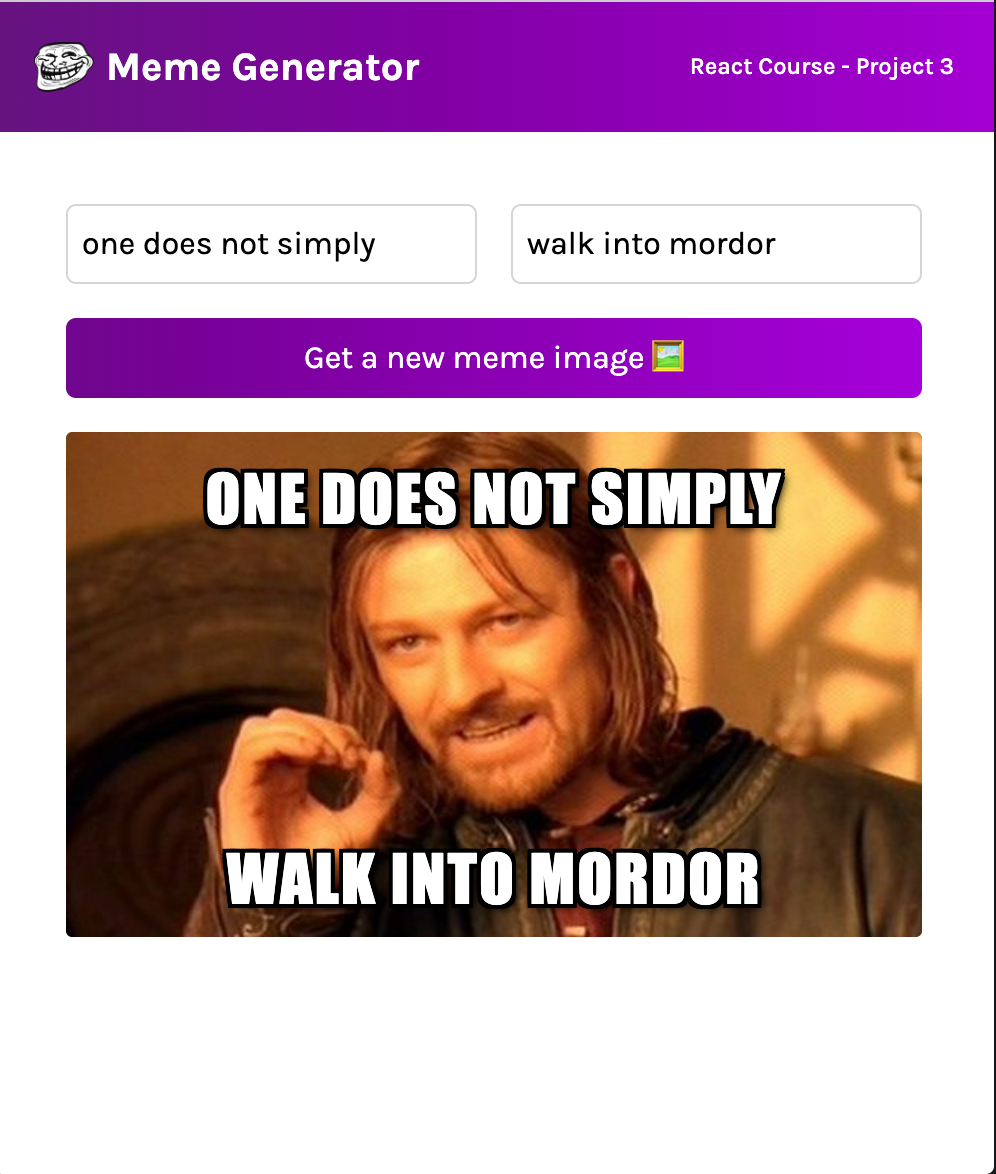 Meme Generator
React Course - Project 3
one does not simply
walk into mordor
Get a new meme image 🖼️
ONE DOES NOT SIMPLY
WALK INTO MORDOR